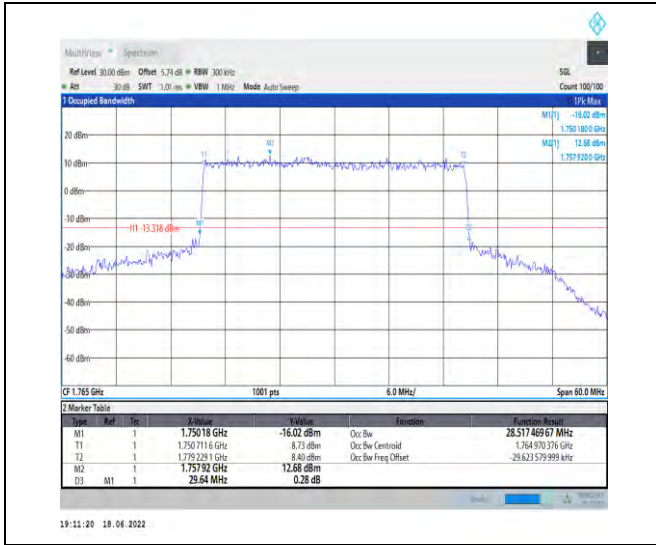 MultiView Spectrum
Ref Level 30.00 dBm Offset 5.74 dB RBW 300 kHz SGL
Att 30 dB SWT 1.01 ms VBW 1 MHz Mode Auto Sweep Count 100/100
1 Occupied Bandwidth 1Pk Max
M1[1] -16.02 dBm
1.750 180 0 GHz
M2[1] 12.68 dBm
1.757 920 0 GHz
20 dBm
M2
T1 T2
10 dBm
0 dBm
-10 dBm
H1 -13.318 dBm M1 D3
-20 dBm
-30 dBm
-40 dBm
-50 dBm
-60 dBm
CF 1.765 GHz 1001 pts 6.0 MHz/ Span 60.0 MHz
2 Marker Table
Type Ref Trc X-Value Y-Value Function Function Result
M1 1 1.75018 GHz -16.02 dBm Occ Bw 28.517 469 67 MHz
T1 1 1.750 711 6 GHz 8.73 dBm Occ Bw Centroid 1.764 970 376 GHz
T2 1 1.779 229 1 GHz 8.40 dBm Occ Bw Freq Offset -29.623 579 999 kHz
M2 1 1.75792 GHz 12.68 dBm
D3 M1 1 29.64 MHz 0.28 dB
19:11:20 18.06.2022